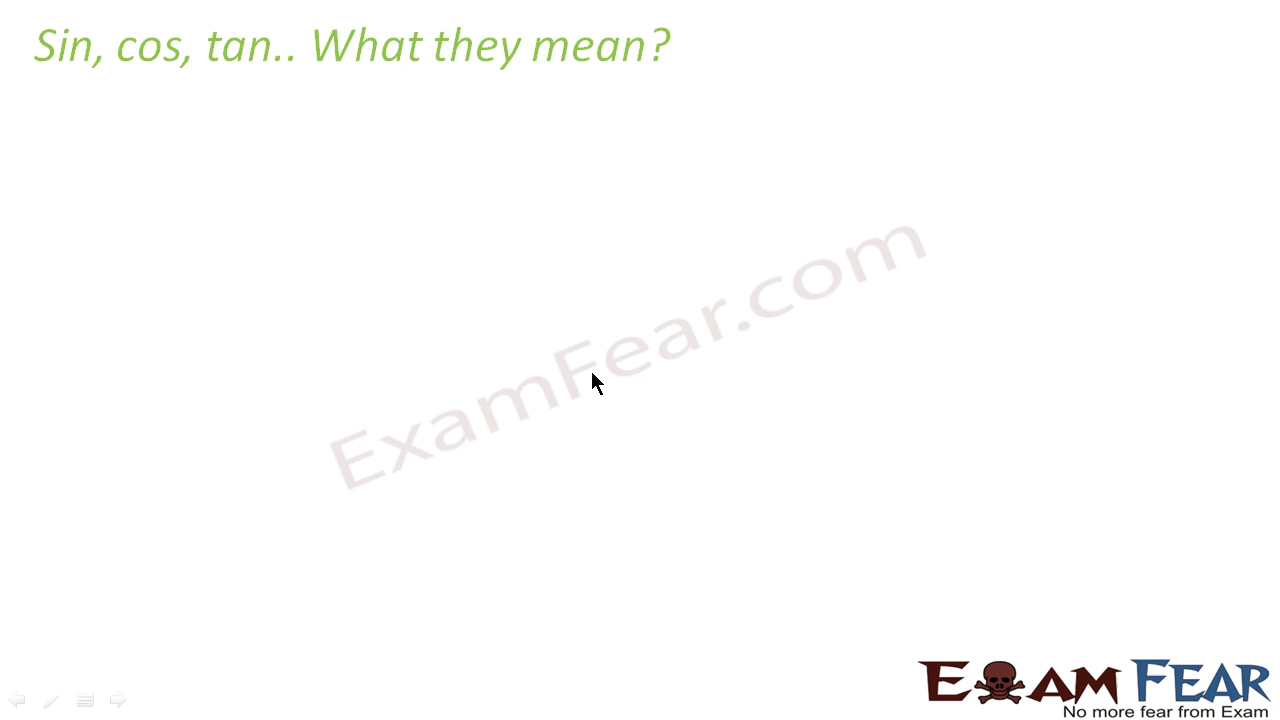 Sin, cos, tan.. What they mean?
ExamFear.com
EXAM FEAR
No more fear from Exam